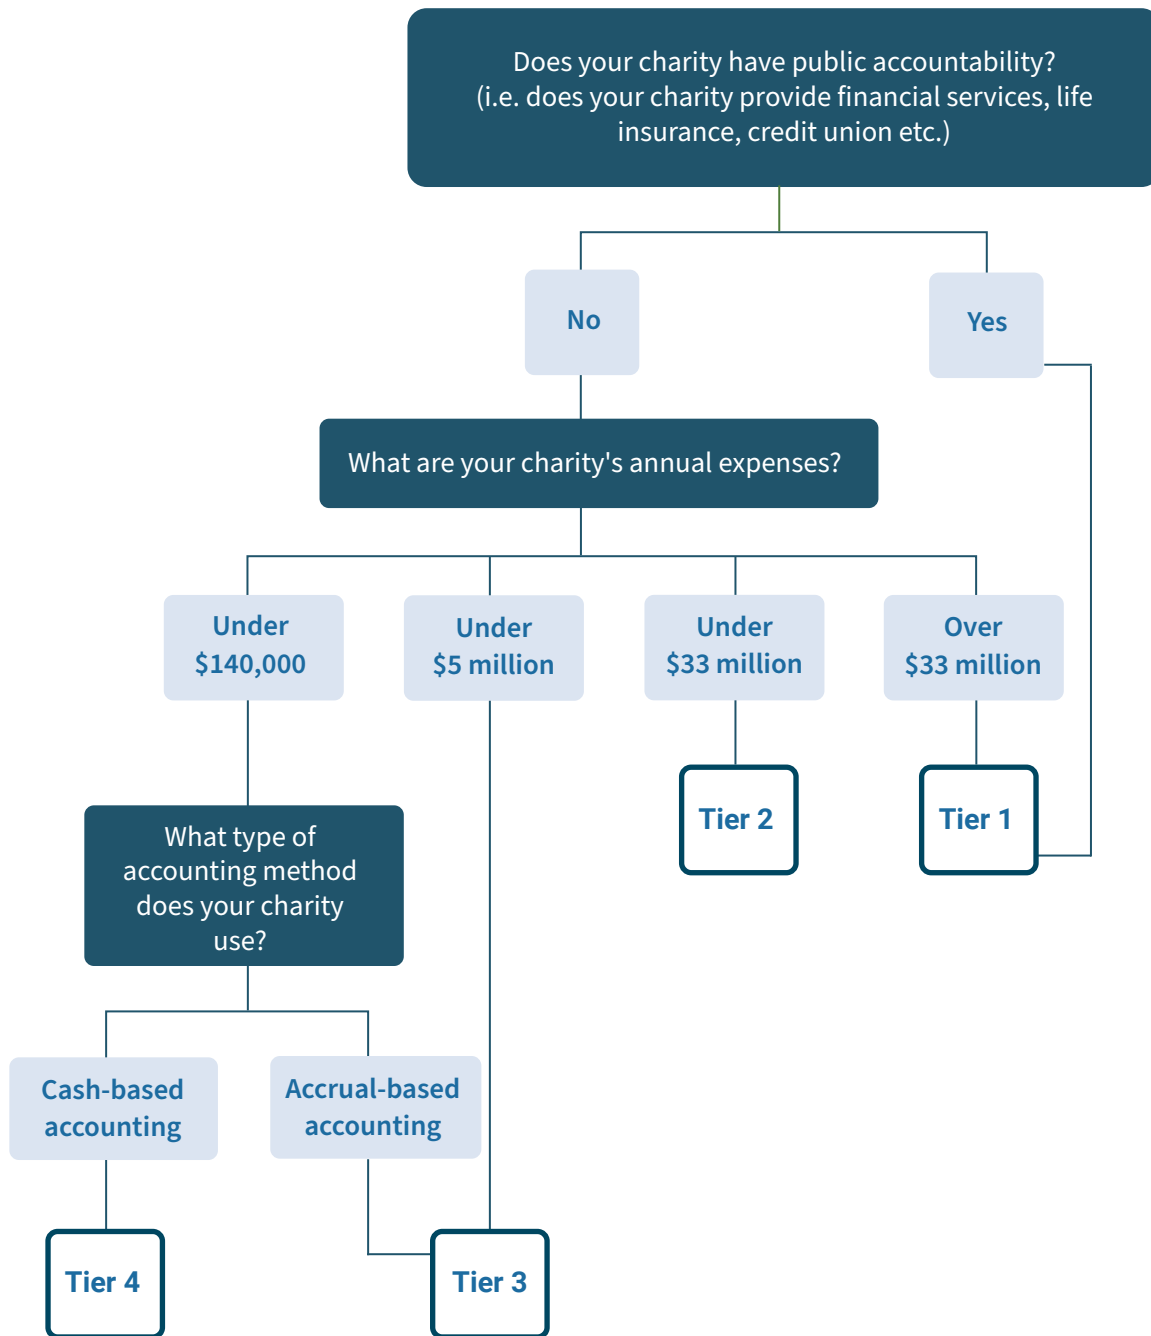 Does your charity have public accountability?
(i.e. does your charity provide financial services, life
insurance, credit union etc.)
No
Yes
What are your charity's annual expenses?
Under
$140,000
Under
$5 million
Under
$33 million
Over
$33 million
Tier 2
Tier 1
What type of
accounting method
does your charity
use?
Cash-based
accounting
Accrual-based
accounting
Tier 4
Tier 3